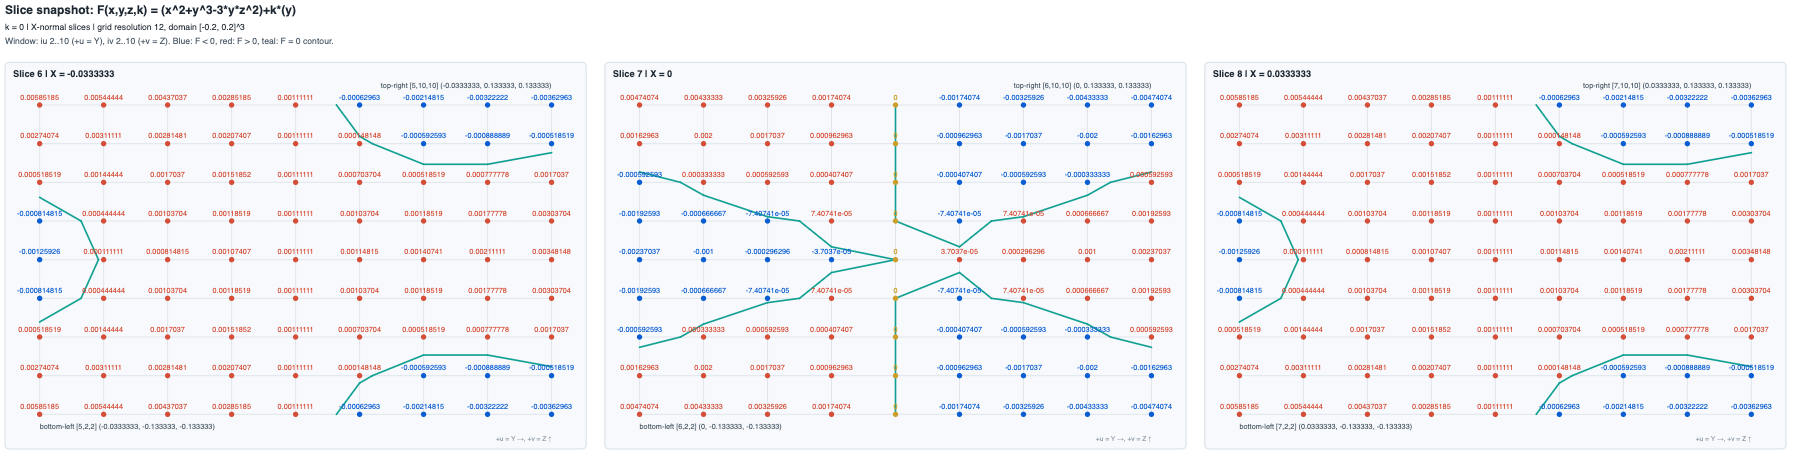 Slice snapshot: F(x,y,z,k) = (x^2+y^3-3*y*z^2)+k*(y)
k = 0 | X-normal slices | grid resolution 12, domain [-0.2, 0.2]^3
Window: iu 2..10 (+u = Y), iv 2..10 (+v = Z). Blue: F < 0, red: F > 0, teal: F = 0 contour.
Slice 6 | X = -0.0333333
top-right [5,10,10] (-0.0333333, 0.133333, 0.133333)
0.00585185 0.00544444 0.00437037 0.00285185 0.00111111 -0.00062963 -0.00214815 -0.00322222 -0.00362963
0.00274074 0.00311111 0.00281481 0.00207407 0.00111111 0.000148148 -0.000592593 -0.000888889 -0.000518519
0.000518519 0.00144444 0.0017037 0.00151852 0.00111111 0.000703704 0.000518519 0.000777778 0.0017037
-0.000814815 0.000444444 0.00103704 0.00118519 0.00111111 0.00103704 0.00118519 0.00177778 0.00303704
-0.00125926 0.000111111 0.000814815 0.00107407 0.00111111 0.00114815 0.00140741 0.00211111 0.00348148
-0.000814815 0.000444444 0.00103704 0.00118519 0.00111111 0.00103704 0.00118519 0.00177778 0.00303704
0.000518519 0.00144444 0.0017037 0.00151852 0.00111111 0.000703704 0.000518519 0.000777778 0.0017037
0.00274074 0.00311111 0.00281481 0.00207407 0.00111111 0.000148148 -0.000592593 -0.000888889 -0.000518519
0.00585185 0.00544444 0.00437037 0.00285185 0.00111111 -0.00062963 -0.00214815 -0.00322222 -0.00362963
bottom-left [5,2,2] (-0.0333333, -0.133333, -0.133333)
+u = Y →, +v = Z ↑
Slice 7 | X = 0
top-right [6,10,10] (0, 0.133333, 0.133333)
0.00474074 0.00433333 0.00325926 0.00174074 0 -0.00174074 -0.00325926 -0.00433333 -0.00474074
0.00162963 0.002 0.0017037 0.000962963 0 -0.000962963 -0.0017037 -0.002 -0.00162963
-0.000592593 0.000333333 0.000592593 0.000407407 0 -0.000407407 -0.000592593 -0.000333333 0.000592593
-0.00192593 -0.000666667 -7.40741e-05 7.40741e-05 0 -7.40741e-05 7.40741e-05 0.000666667 0.00192593
-0.00237037 -0.001 -0.000296296 -3.7037e-05 0 3.7037e-05 0.000296296 0.001 0.00237037
-0.00192593 -0.000666667 -7.40741e-05 7.40741e-05 0 -7.40741e-05 7.40741e-05 0.000666667 0.00192593
-0.000592593 0.000333333 0.000592593 0.000407407 0 -0.000407407 -0.000592593 -0.000333333 0.000592593
0.00162963 0.002 0.0017037 0.000962963 0 -0.000962963 -0.0017037 -0.002 -0.00162963
0.00474074 0.00433333 0.00325926 0.00174074 0 -0.00174074 -0.00325926 -0.00433333 -0.00474074
bottom-left [6,2,2] (0, -0.133333, -0.133333)
+u = Y →, +v = Z ↑
Slice 8 | X = 0.0333333
top-right [7,10,10] (0.0333333, 0.133333, 0.133333)
0.00585185 0.00544444 0.00437037 0.00285185 0.00111111 -0.00062963 -0.00214815 -0.00322222 -0.00362963
0.00274074 0.00311111 0.00281481 0.00207407 0.00111111 0.000148148 -0.000592593 -0.000888889 -0.000518519
0.000518519 0.00144444 0.0017037 0.00151852 0.00111111 0.000703704 0.000518519 0.000777778 0.0017037
-0.000814815 0.000444444 0.00103704 0.00118519 0.00111111 0.00103704 0.00118519 0.00177778 0.00303704
-0.00125926 0.000111111 0.000814815 0.00107407 0.00111111 0.00114815 0.00140741 0.00211111 0.00348148
-0.000814815 0.000444444 0.00103704 0.00118519 0.00111111 0.00103704 0.00118519 0.00177778 0.00303704
0.000518519 0.00144444 0.0017037 0.00151852 0.00111111 0.000703704 0.000518519 0.000777778 0.0017037
0.00274074 0.00311111 0.00281481 0.00207407 0.00111111 0.000148148 -0.000592593 -0.000888889 -0.000518519
0.00585185 0.00544444 0.00437037 0.00285185 0.00111111 -0.00062963 -0.00214815 -0.00322222 -0.00362963
bottom-left [7,2,2] (0.0333333, -0.133333, -0.133333)
+u = Y →, +v = Z ↑